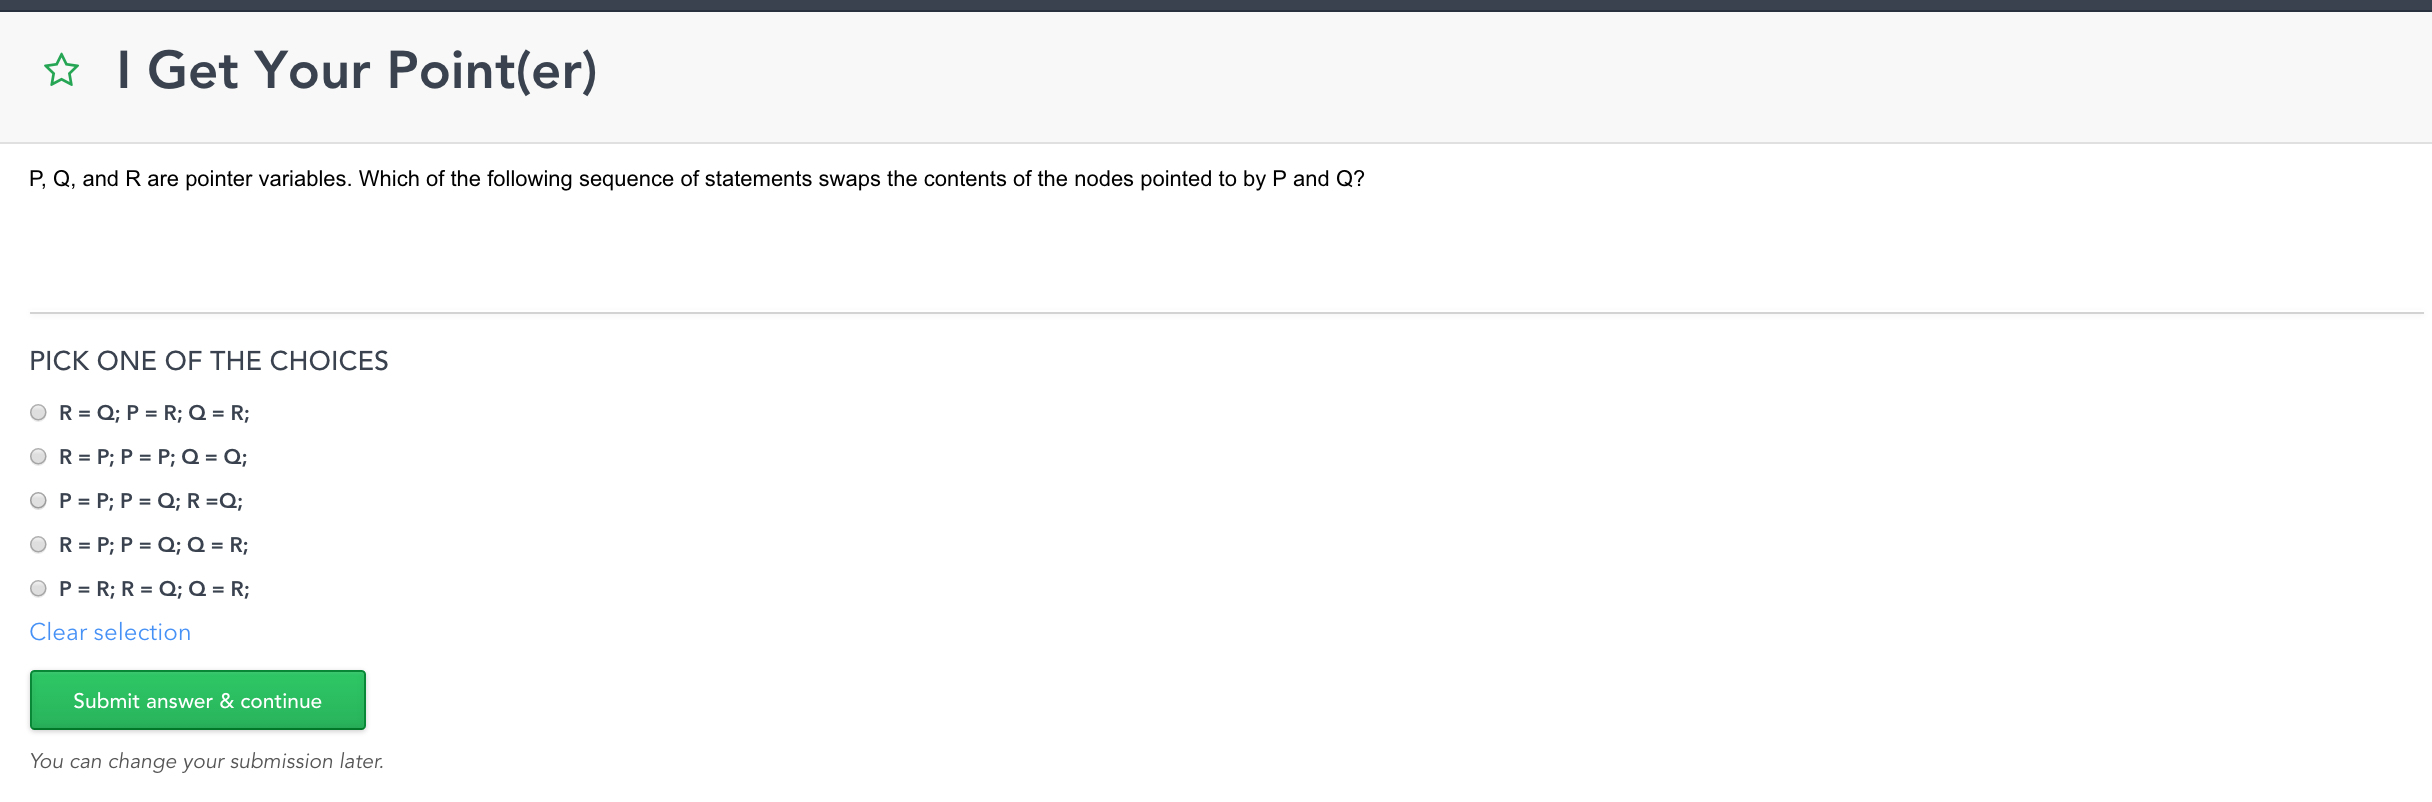 I Get Your Point(er)
P, Q, and R are pointer variables. Which of the following sequence of statements swaps the contents of the nodes pointed to by P and Q?
PICK ONE OF THE CHOICES
R = Q; P = R; Q = R;
R = P; P = P; Q = Q;
P = P; P = Q; R =Q;
R = P; P = Q; Q = R;
P = R; R = Q; Q = R;
Clear selection
Submit answer & continue
You can change your submission later.